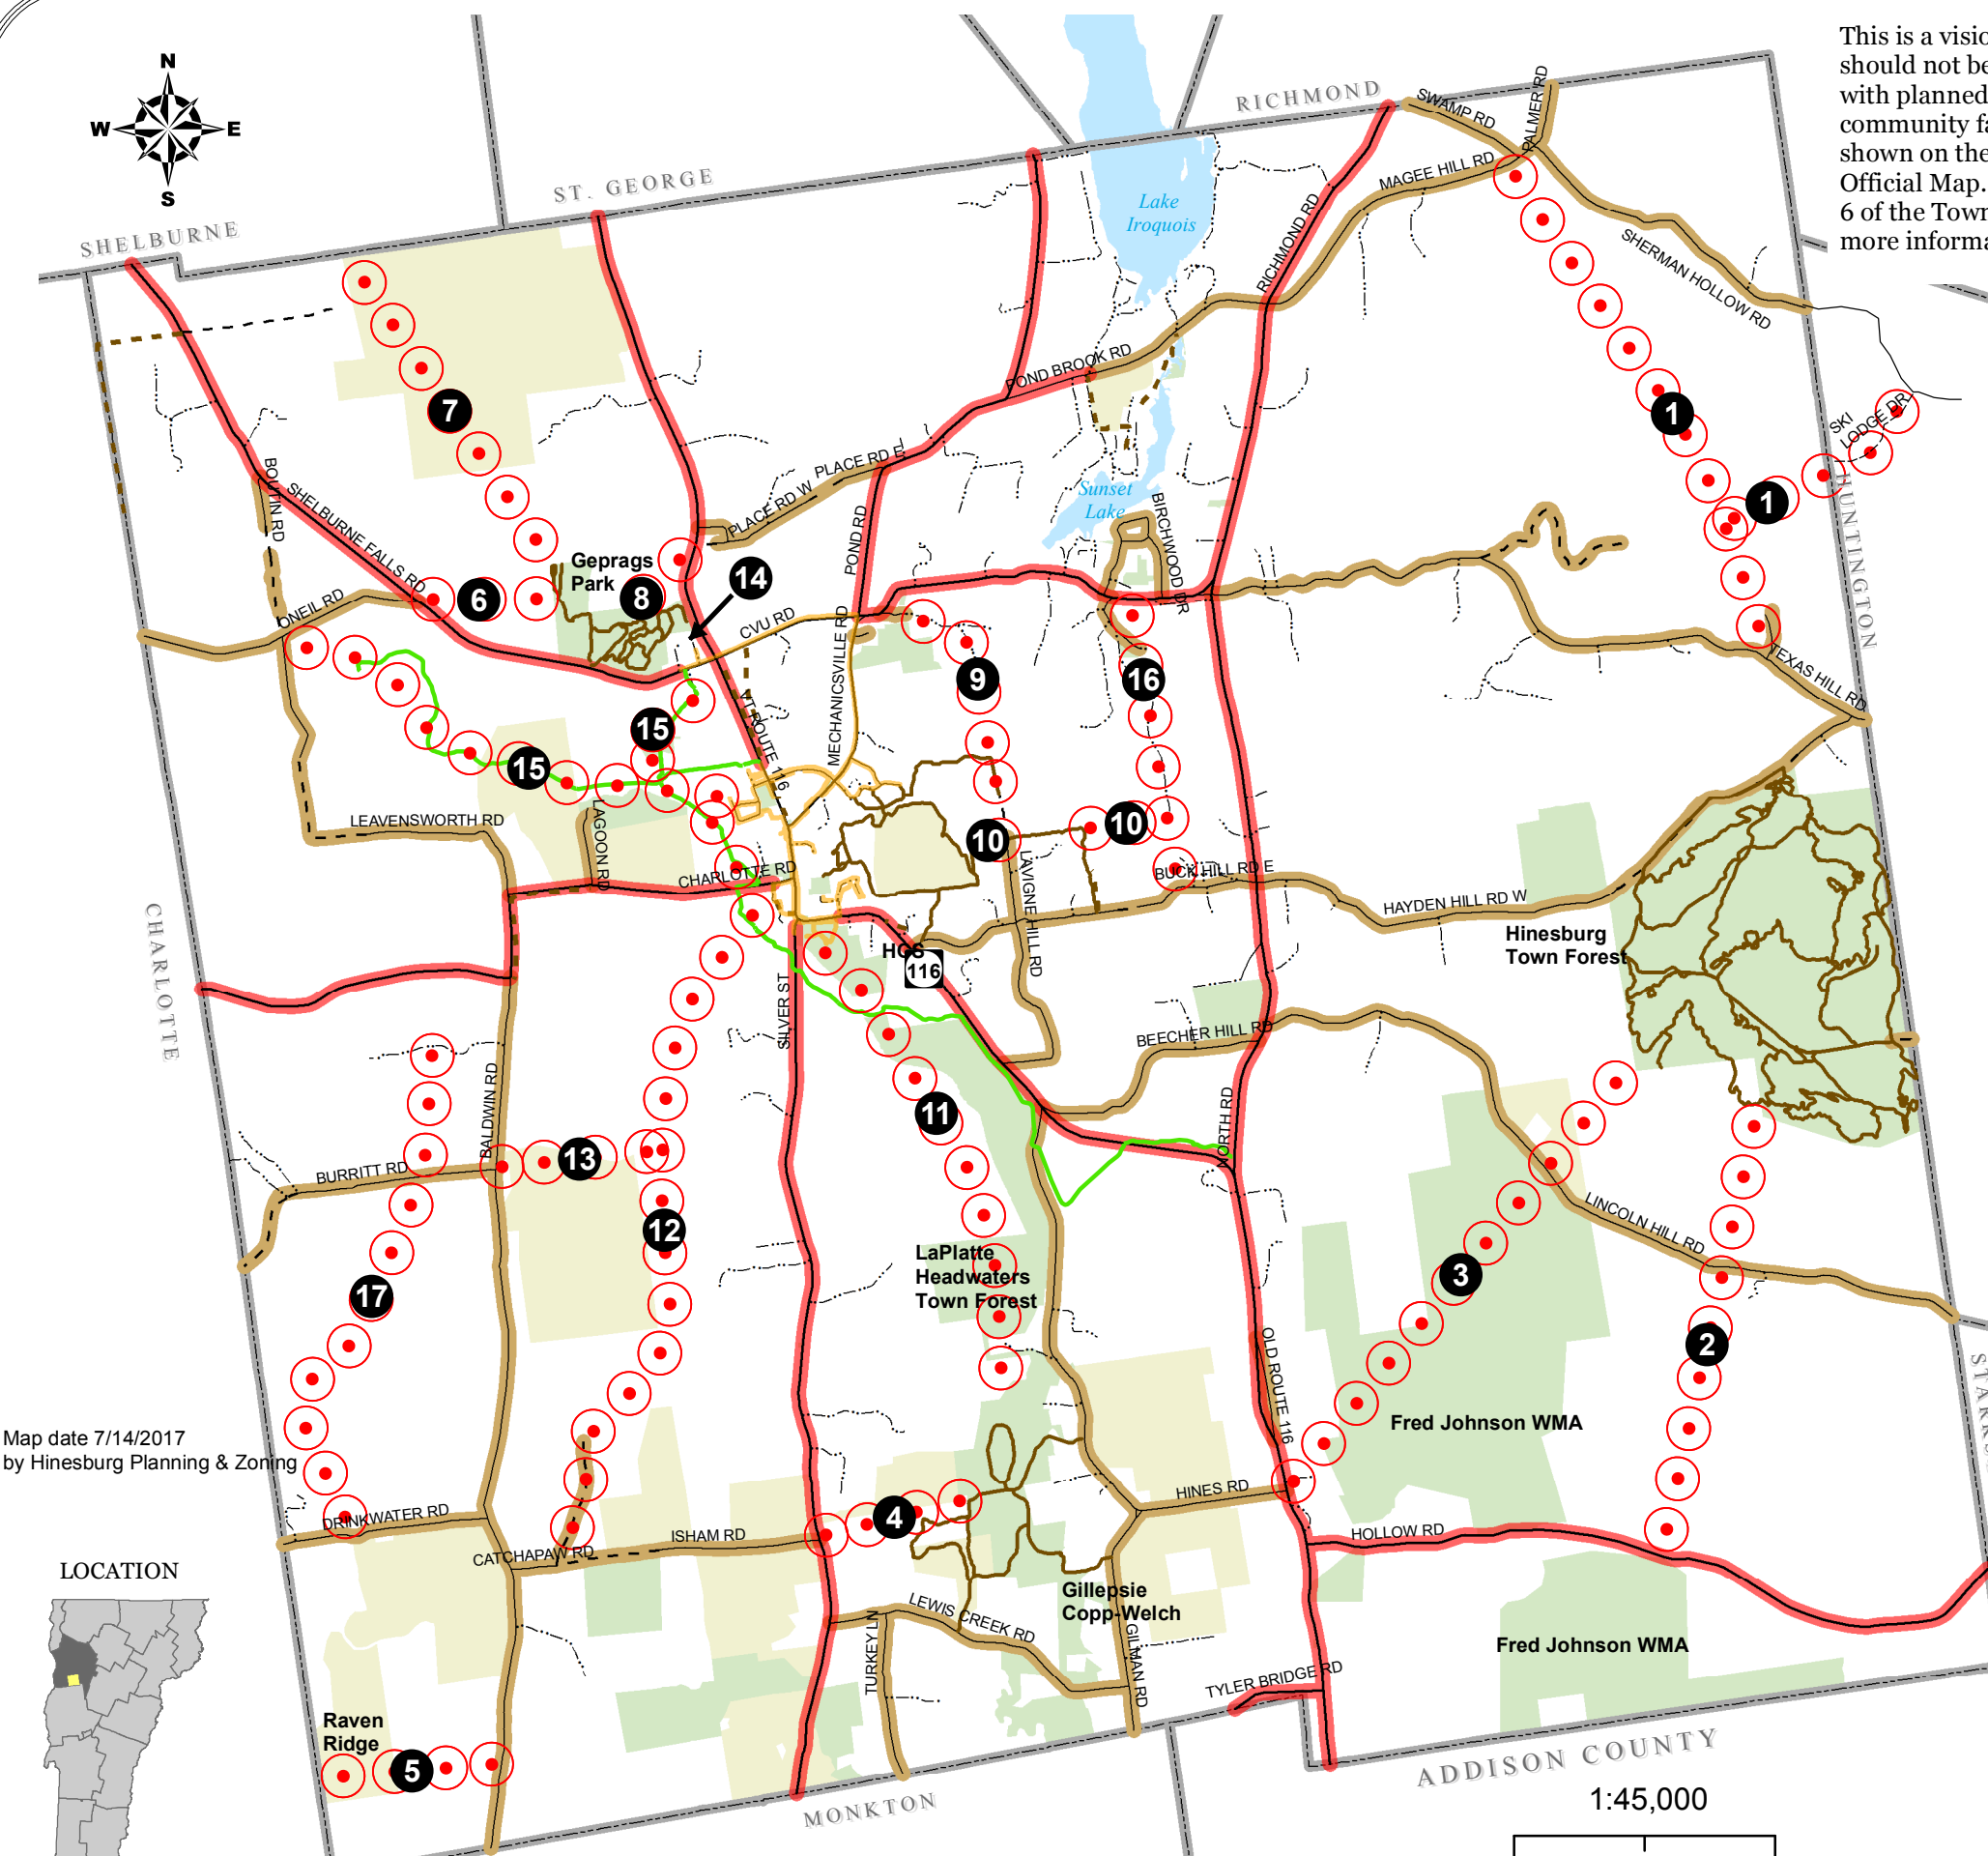 This is a visio
should not be
with planned
community fa
shown on the
Official Map.
6 of the Town
more informa
N
W
E
S
RICHMOND
ST. GEORGE
SHELBURNE
SWAMP RD
PALMER RD
MAGEE HILL RD
SHERMAN HOLLOW RD
Lake
Iroquois
RICHMOND RD
POND BROOK RD
7
1
SKI
LODGE DR
1
BOUTIN RD
SHELBURNE FALLS RD
PLACE RD W
PLACE RD E
POND RD
Sunset
Lake
BIRCHWOOD DR
HUNTINGTON
Geprags
Park
14
6
8
ONEIL RD
CVU RD
MECHANICSVILLE RD
TEXAS HILL RD
9
16
15
15
VT ROUTE 116
LEAVENSWORTH RD
LAGOON RD
CHARLOTTE RD
10
10
LAVIGNE HILL RD
BUCK HILL RD E
HAYDEN HILL RD W
Hinesburg
Town Forest
CHARLOTTE
HCS
116
SILVER ST
BEECHER HILL RD
11
BALDWIN RD
NORTH RD
BURRITT RD
13
12
LINCOLN HILL RD
LaPlatte
Headwaters
Town Forest
3
17
2
OLD ROUTE 116
Fred Johnson WMA
Map date 7/14/2017
by Hinesburg Planning & Zoning
DRINKWATER RD
4
HINES RD
HOLLOW RD
ISHAM RD
CATCHAPAW RD
LOCATION
Gillepsie
Copp-Welch
LEWIS CREEK RD
TURKEY LN
GILMAN RD
Fred Johnson WMA
TYLER BRIDGE RD
Raven
Ridge
5
ADDISON COUNTY
MONKTON
1:45,000